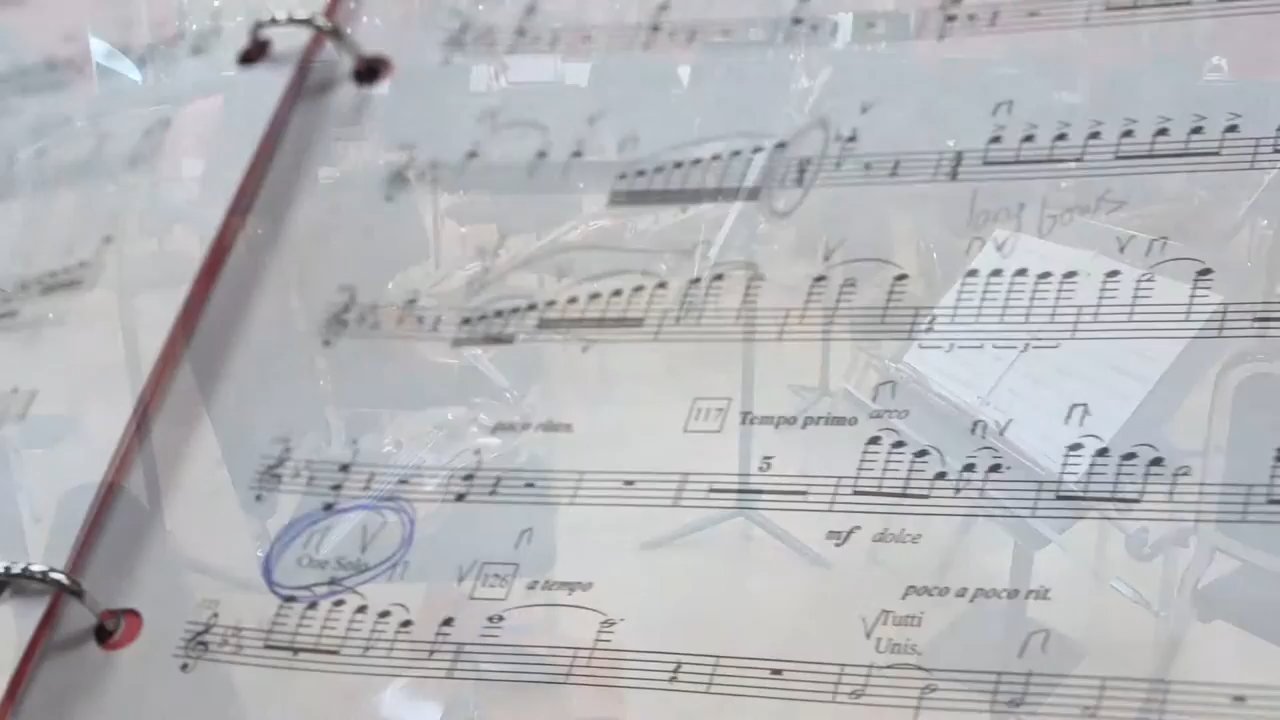 long bows
poco riten.
117 Tempo primo arco
5
mf dolce
One Solo
126 a tempo
poco a poco rit.
Tutti
Unis.